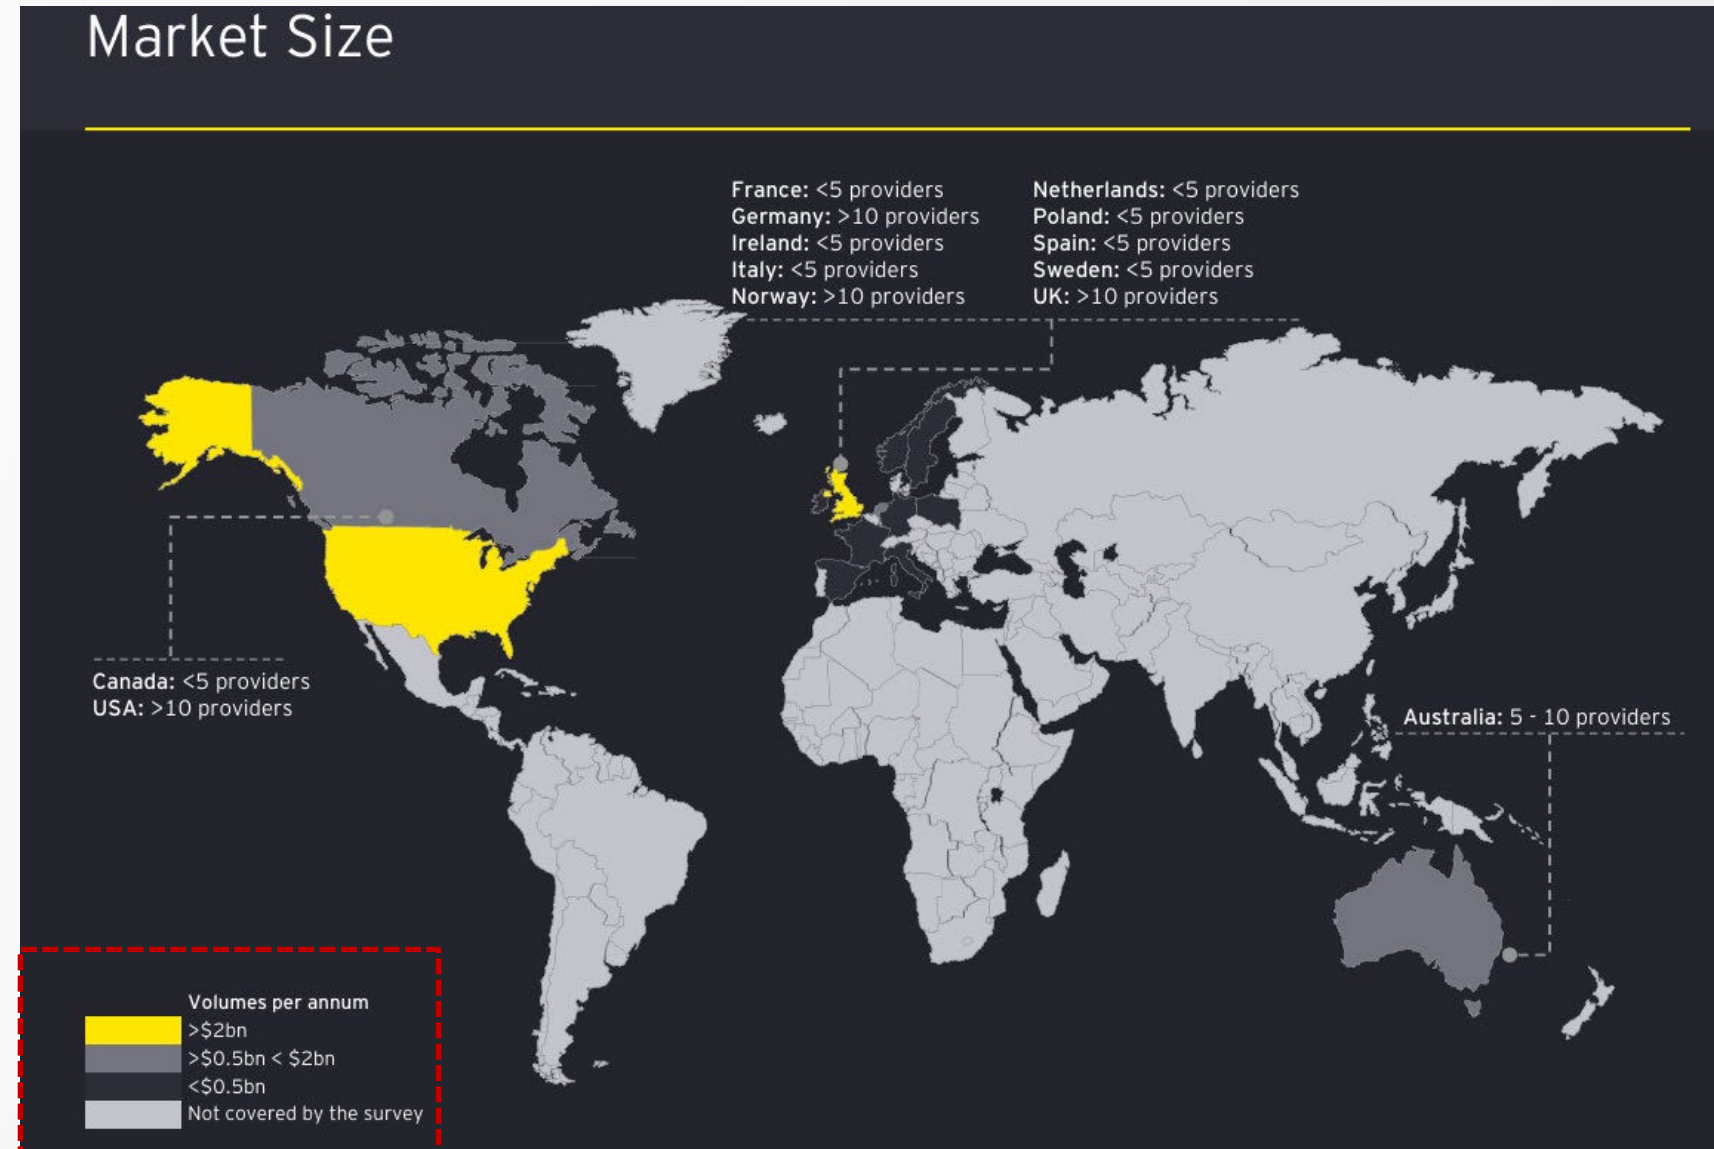 Market Size
France: <5 providers
Germany: >10 providers
Ireland: <5 providers
Italy: <5 providers
Norway: >10 providers
Netherlands: <5 providers
Poland: <5 providers
Spain: <5 providers
Sweden: <5 providers
UK: >10 providers
Canada: <5 providers
USA: >10 providers
Australia: 5 - 10 providers
Volumes per annum
>$2bn
>$0.5bn < $2bn
<$0.5bn
Not covered by the survey